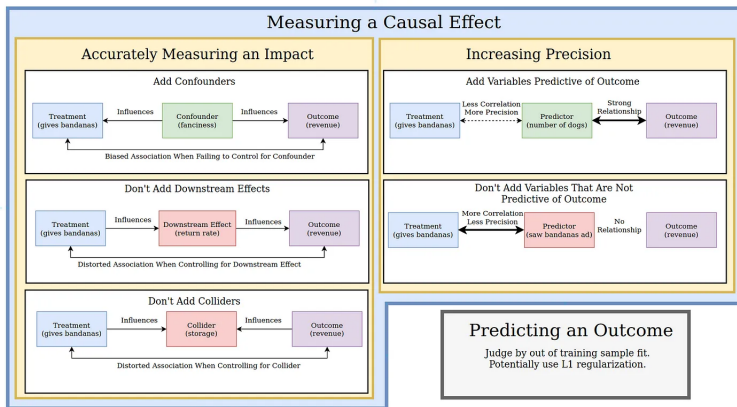 Measuring a Causal Effect
Accurately Measuring an Impact
Add Confounders
Treatment
(gives bandanas)
Influences
Confounder
(fanciness)
Influences
Outcome
(revenue)
Biased Association When Failing to Control for Confounder
Don't Add Downstream Effects
Treatment
(gives bandanas)
Influences
Downstream Effect
(return rate)
Influences
Outcome
(revenue)
Distorted Association When Controlling for Downstream Effect
Don't Add Colliders
Treatment
(gives bandanas)
Influences
Collider
(storage)
Influences
Outcome
(revenue)
Distorted Association When Controlling for Collider
Increasing Precision
Add Variables Predictive of Outcome
Treatment
(gives bandanas)
Less Correlation
More Precision
Predictor
(number of dogs)
Strong
Relationship
Outcome
(revenue)
Don't Add Variables That Are Not
Predictive of Outcome
Treatment
(gives bandanas)
More Correlation
Less Precision
Predictor
(saw bandanas ad)
No
Relationship
Outcome
(revenue)
Predicting an Outcome
Judge by out of training sample fit.
Potentially use L1 regularization.